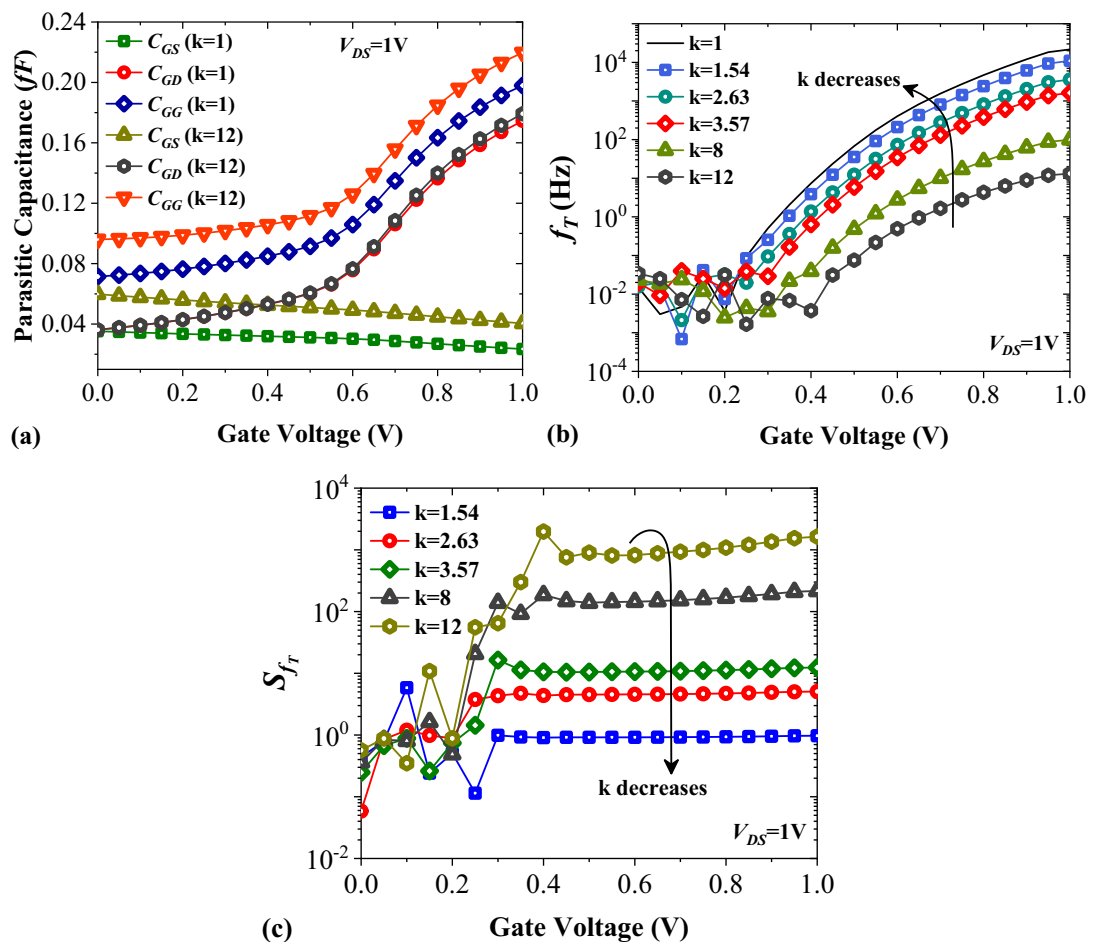 0.24
0.20
0.16
0.12
0.08
0.04
Parasitic Capacitance (fF)
C_GS (k=1)
C_GD (k=1)
C_GG (k=1)
C_GS (k=12)
C_GD (k=12)
C_GG (k=12)
V_DS=1V
0.0 0.2 0.4 0.6 0.8 1.0
(a) Gate Voltage (V)
10^4
10^2
10^0
10^-2
10^-4
f_T (Hz)
k=1
k=1.54
k=2.63
k=3.57
k=8
k=12
k decreases
V_DS=1V
0.0 0.2 0.4 0.6 0.8 1.0
(b) Gate Voltage (V)
10^4
10^2
10^0
10^-2
S_f_T
k=1.54
k=2.63
k=3.57
k=8
k=12
k decreases
V_DS=1V
0.0 0.2 0.4 0.6 0.8 1.0
(c) Gate Voltage (V)